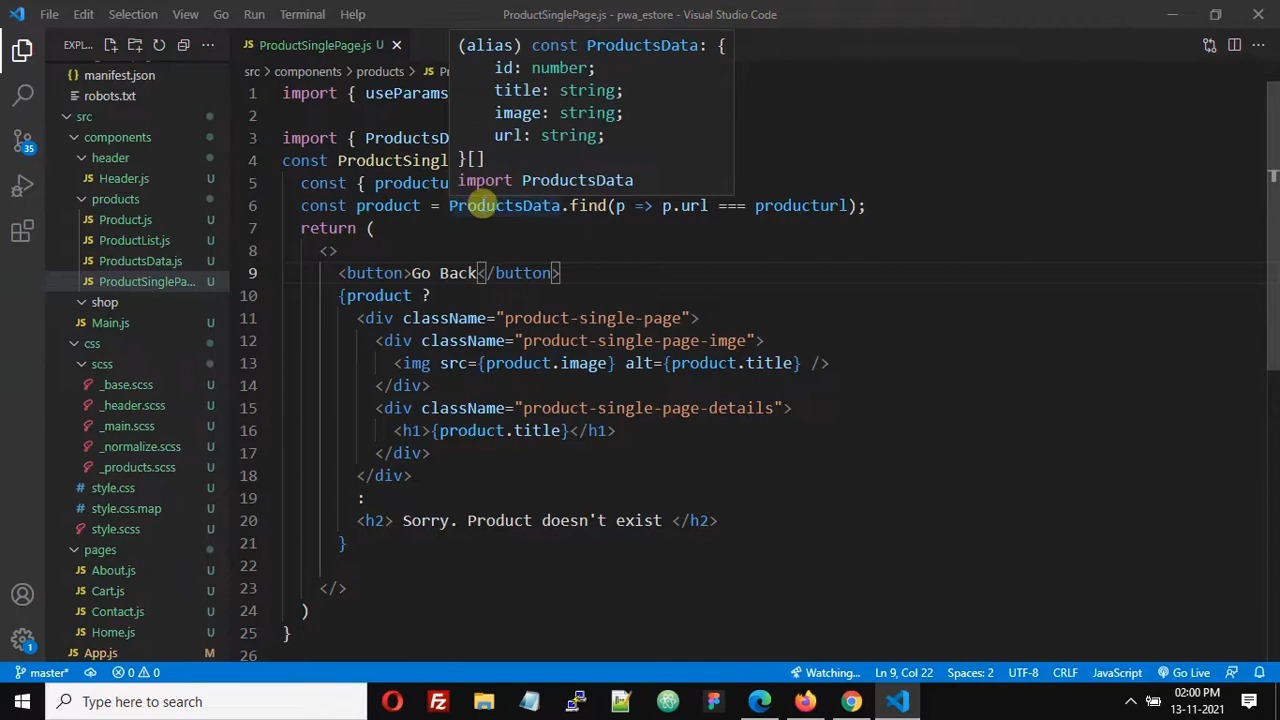 File Edit Selection View Go Run Terminal Help ProductSinglePage.js - pwa_estore - Visual Studio Code
EXPL...
ProductSinglePage.js
src components products
manifest.json
robots.txt
src
components
header
Header.js U
products
Product.js U
ProductList.js U
ProductsData.js U
ProductSinglePa... U
shop
Main.js U
css
scss
_base.scss U
_header.scss U
_main.scss U
_normalize.scss U
_products.scss U
style.css U
style.css.map U
style.scss U
pages
About.js U
Cart.js U
Contact.js U
Home.js U
App.js M
35
1
(alias) const ProductsData: {
id: number;
title: string;
image: string;
url: string;
}[]
import ProductsData
1 import { useParams
2
3 import { ProductsD
4 const ProductSingl
5 const { productu
6 const product = ProductsData.find(p => p.url === producturl);
7 return (
8 <>
9 <button>Go Back</button>
10 {product ?
11 <div className="product-single-page">
12 <div className="product-single-page-imge">
13 <img src={product.image} alt={product.title} />
14 </div>
15 <div className="product-single-page-details">
16 <h1>{product.title}</h1>
17 </div>
18 </div>
19 :
20 <h2> Sorry. Product doesn't exist </h2>
21 }
22
23 </>
24 )
25 }
26
master* 0 0 Watching... Ln 9, Col 22 Spaces: 2 UTF-8 CRLF JavaScript Go Live
Type here to search
02:00 PM
13-11-2021